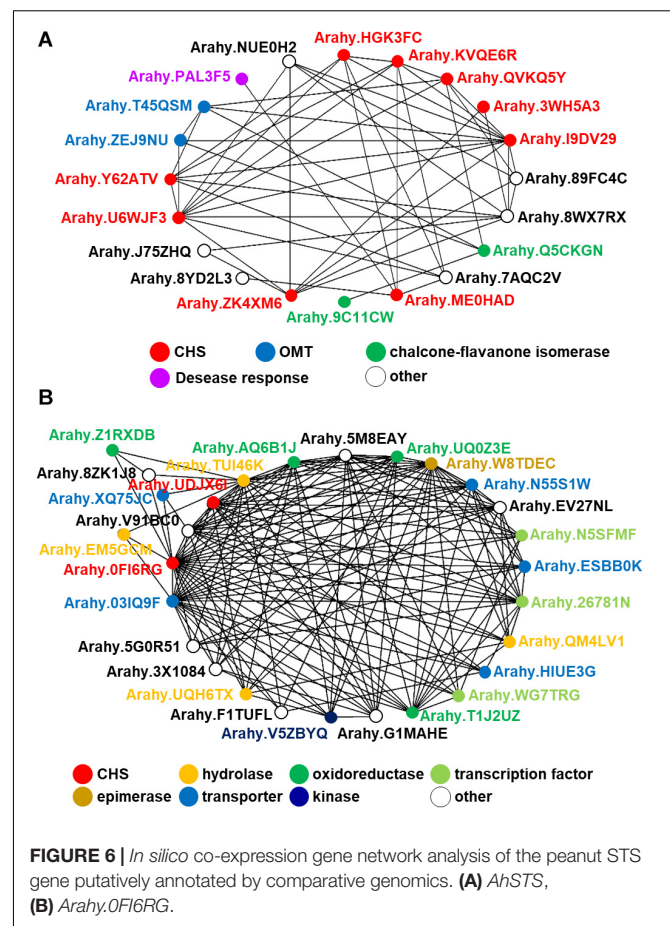 A
Arahy.HGK3FC
Arahy.NUE0H2
Arahy.KVQE6R
Arahy.PAL3F5
Arahy.QVKQ5Y
Arahy.T45QSM
Arahy.3WH5A3
Arahy.ZEJ9NU
Arahy.I9DV29
Arahy.Y62ATV
Arahy.89FC4C
Arahy.U6WJF3
Arahy.8WX7RX
Arahy.J75ZHQ
Arahy.Q5CKGN
Arahy.8YD2L3
Arahy.7AQC2V
Arahy.ZK4XM6
Arahy.ME0HAD
Arahy.9C11CW
CHS
OMT
chalcone-flavanone isomerase
Desease response
other
B
Arahy.Z1RXDB
Arahy.AQ6B1J
Arahy.5M8EAY
Arahy.UQ0Z3E
Arahy.8ZK1J8
Arahy.TUI46K
Arahy.W8TDEC
Arahy.UDJX6I
Arahy.XQ75JC
Arahy.N55S1W
Arahy.V91BC0
Arahy.EV27NL
Arahy.EM5GCM
Arahy.N5SFMF
Arahy.0FI6RG
Arahy.ESBB0K
Arahy.03IQ9F
Arahy.26781N
Arahy.5G0R51
Arahy.QM4LV1
Arahy.3X1084
Arahy.HIUE3G
Arahy.UQH6TX
Arahy.WG7TRG
Arahy.F1TUFL
Arahy.T1J2UZ
Arahy.V5ZBYQ
Arahy.G1MAHE
CHS
hydrolase
oxidoreductase
transcription factor
epimerase
transporter
kinase
other
FIGURE 6 | In silico co-expression gene network analysis of the peanut STS
gene putatively annotated by comparative genomics. (A) AhSTS,
(B) Arahy.0FI6RG.